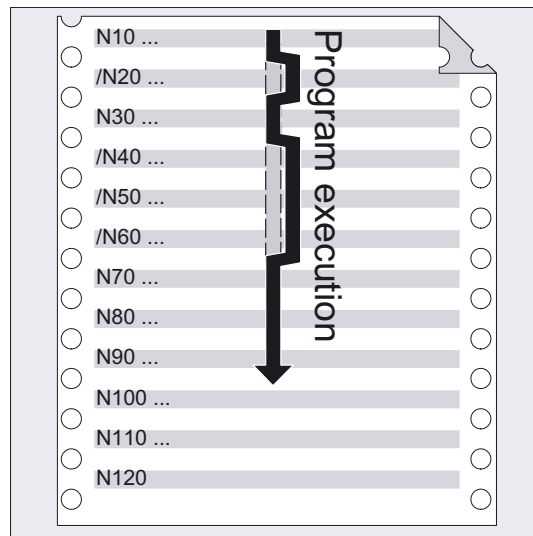 N10 ...
/N20 ...
N30 ...
/N40 ...
/N50 ...
/N60 ...
N70 ...
N80 ...
N90 ...
N100 ...
N110 ...
N120
Program execution